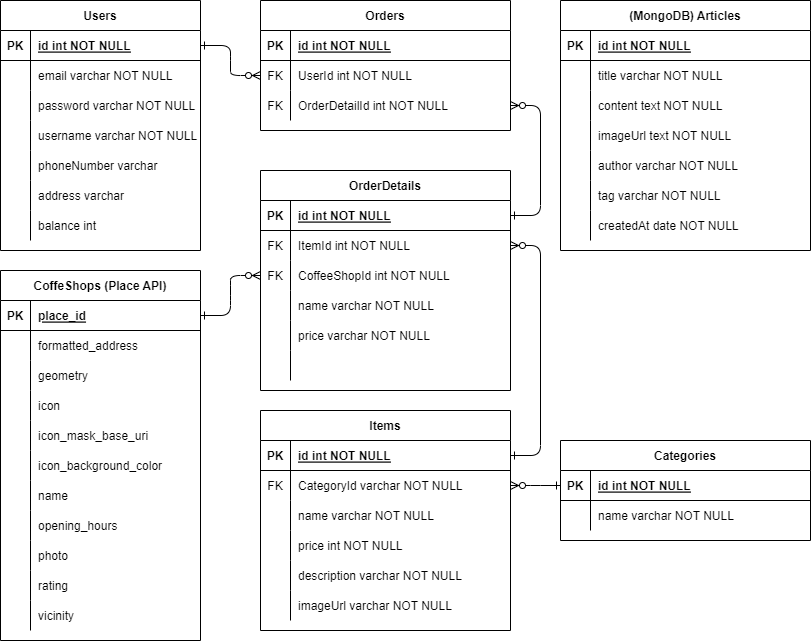 Users
PK id int NOT NULL
email varchar NOT NULL
password varchar NOT NULL
username varchar NOT NULL
phoneNumber varchar
address varchar
balance int
Orders
PK id int NOT NULL
FK UserId int NOT NULL
FK OrderDetailId int NOT NULL
(MongoDB) Articles
PK id int NOT NULL
title varchar NOT NULL
content text NOT NULL
imageUrl text NOT NULL
author varchar NOT NULL
tag varchar NOT NULL
createdAt date NOT NULL
OrderDetails
PK id int NOT NULL
FK ItemId int NOT NULL
FK CoffeeShopId int NOT NULL
name varchar NOT NULL
price varchar NOT NULL
CoffeShops (Place API)
PK place_id
formatted_address
geometry
icon
icon_mask_base_uri
icon_background_color
name
opening_hours
photo
rating
vicinity
Items
PK id int NOT NULL
FK CategoryId varchar NOT NULL
name varchar NOT NULL
price int NOT NULL
description varchar NOT NULL
imageUrl varchar NOT NULL
Categories
PK id int NOT NULL
name varchar NOT NULL